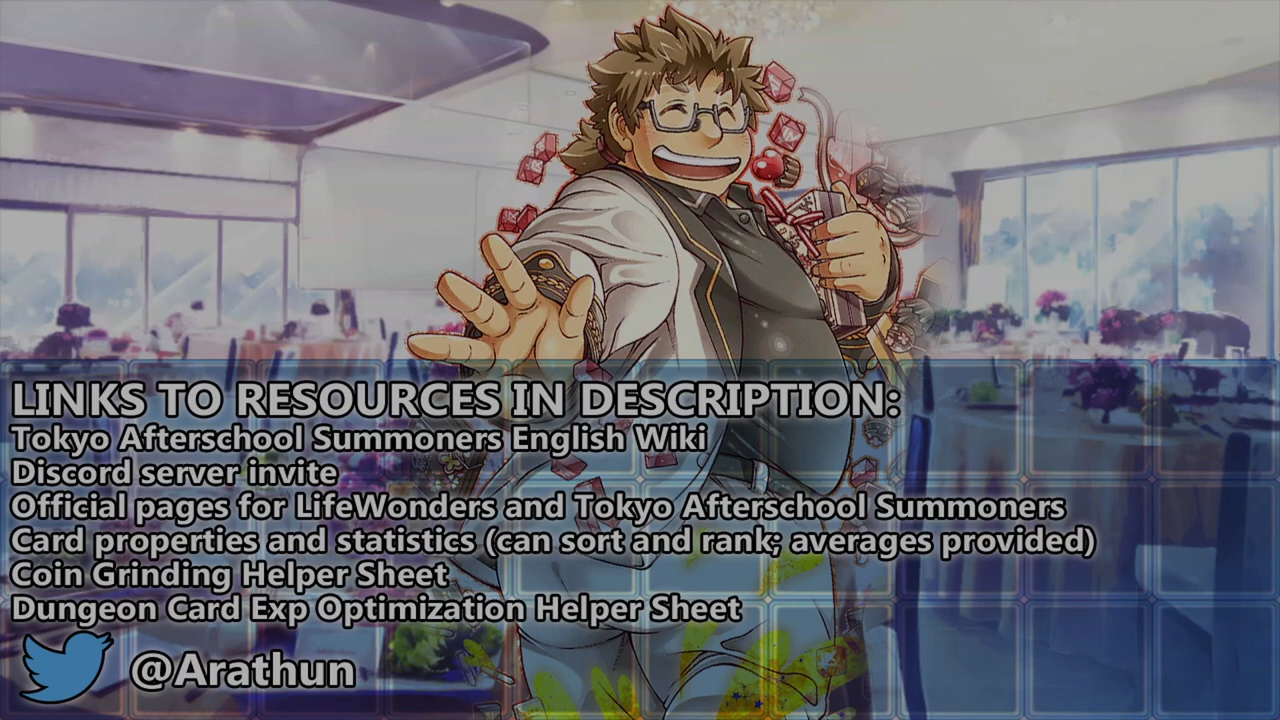 LINKS TO RESOURCES IN DESCRIPTION:
Tokyo Afterschool Summoners English Wiki
Discord server invite
Official pages for LifeWonders and Tokyo Afterschool Summoners
Card properties and statistics (can sort and rank; averages provided)
Coin Grinding Helper Sheet
Dungeon Card Exp Optimization Helper Sheet
@Arathun